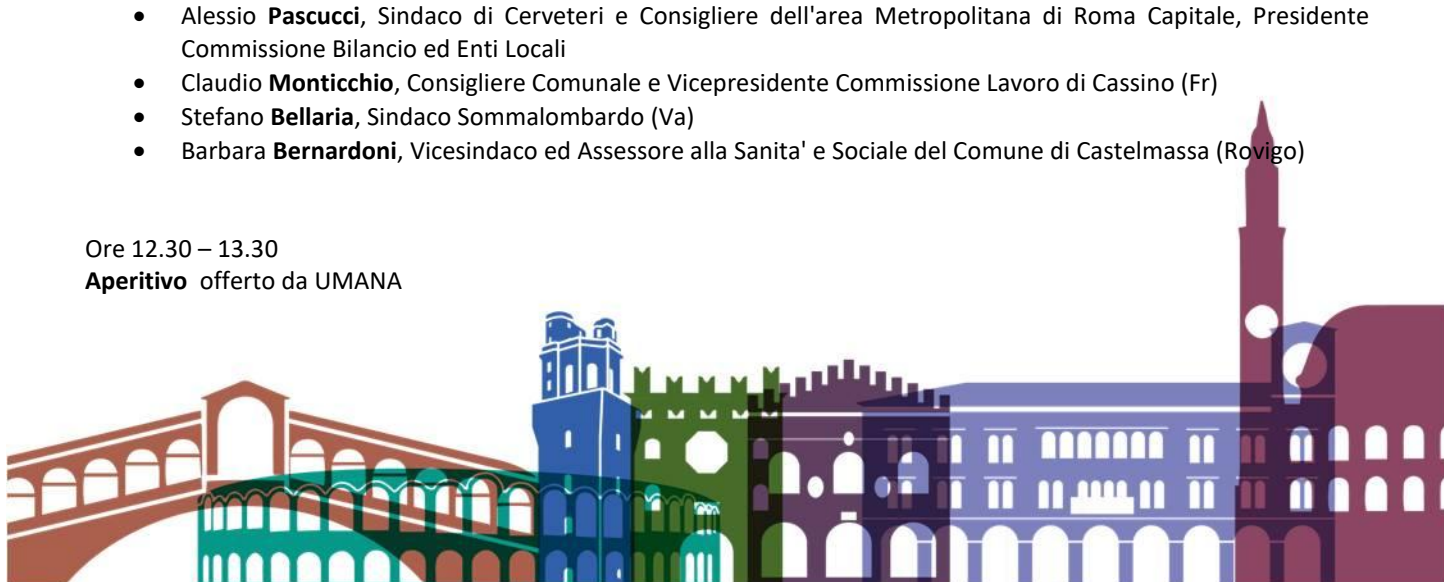 • Alessio Pascucci, Sindaco di Cerveteri e Consigliere dell'area Metropolitana di Roma Capitale, Presidente
Commissione Bilancio ed Enti Locali
• Claudio Monticchio, Consigliere Comunale e Vicepresidente Commissione Lavoro di Cassino (Fr)
• Stefano Bellaria, Sindaco Sommalombardo (Va)
• Barbara Bernardoni, Vicesindaco ed Assessore alla Sanita' e Sociale del Comune di Castelmassa (Rovigo)
Ore 12.30 – 13.30
Aperitivo offerto da UMANA